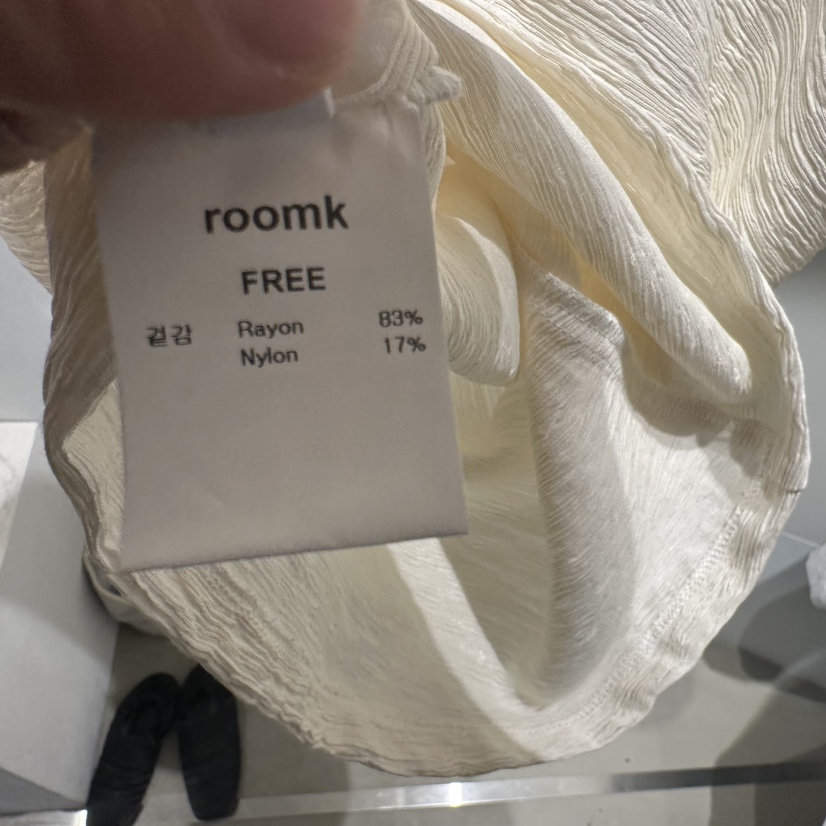 roomk
FREE
겉감 Rayon 83%
Nylon 17%